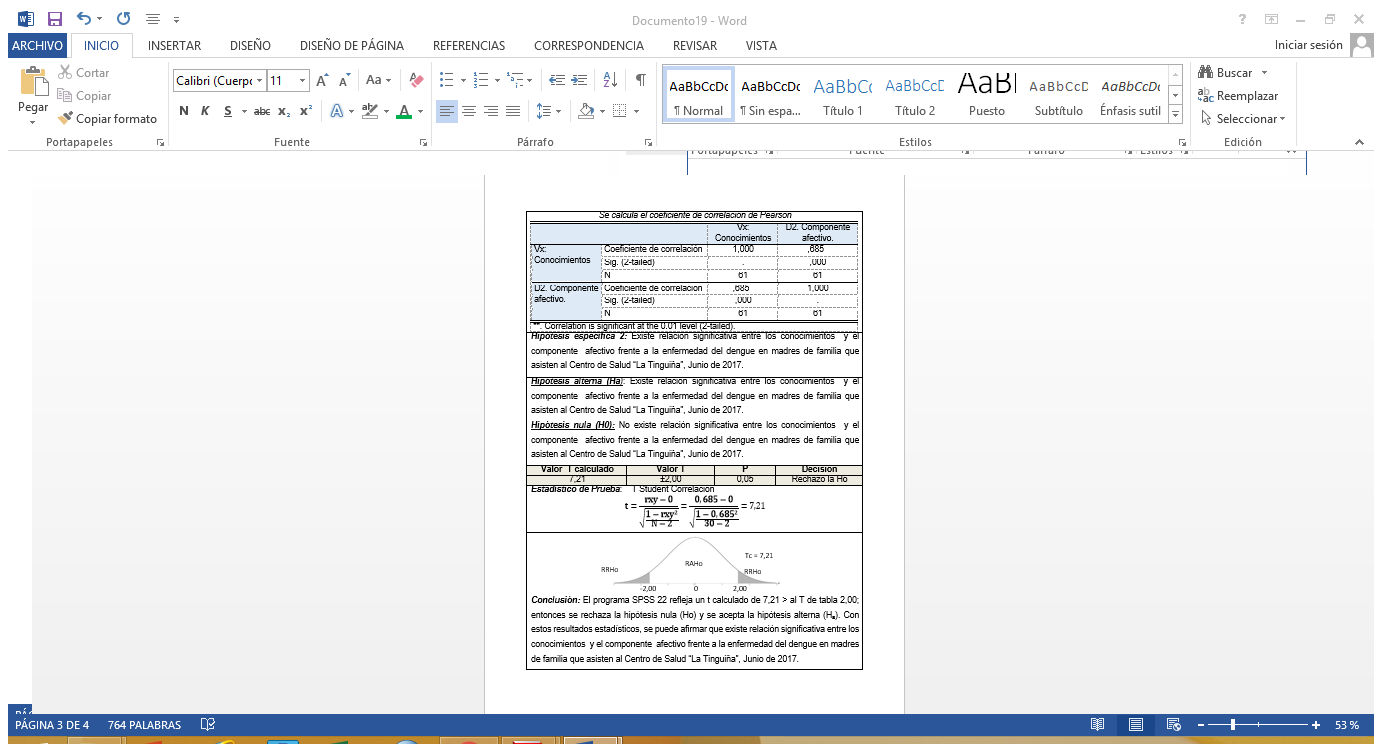 Documento19 - Word
ARCHIVO INICIO INSERTAR DISEÑO DISEÑO DE PÁGINA REFERENCIAS CORRESPONDENCIA REVISAR VISTA Iniciar sesión
Pegar
Cortar
Copiar
Copiar formato
Portapapeles
Calibri (Cuerpo 11
Fuente
Párrafo
AaBbCcDc AaBbCcDc AaBbC( AaBbCcD AaB AaBbCcD AaBbCcDc
¶ Normal ¶ Sin espa... Título 1 Título 2 Puesto Subtítulo Énfasis sutil
Estilos
Buscar
Reemplazar
Seleccionar
Edición
Portapapeles Fuente Párrafo Estilos
Se calcula el coeficiente de correlación de Pearson
Vx: Conocimientos D2. Componente afectivo.
Vx: Conocimientos Coeficiente de correlación 1,000 ,685
Sig. (2-tailed) . ,000
N 61 61
D2. Componente afectivo. Coeficiente de correlación ,685 1,000
Sig. (2-tailed) ,000 .
N 61 61
**. Correlation is significant at the 0.01 level (2-tailed).
Hipótesis especifica 2: Existe relación significativa entre los conocimientos y el
componente afectivo frente a la enfermedad del dengue en madres de familia que
asisten al Centro de Salud “La Tinguiña”, Junio de 2017.
Hipótesis alterna (Ha): Existe relación significativa entre los conocimientos y el
componente afectivo frente a la enfermedad del dengue en madres de familia que
asisten al Centro de Salud “La Tinguiña”, Junio de 2017.
Hipótesis nula (H0): No existe relación significativa entre los conocimientos y el
componente afectivo frente a la enfermedad del dengue en madres de familia que
asisten al Centro de Salud “La Tinguiña”, Junio de 2017.
Valor T calculado Valor T P Decisión
7,21 ±2,00 0,05 Rechazo la Ho
Estadístico de Prueba: T Student Correlación
t = rxy − 0 / √(1 − rxy² / N − 2) = 0,685 − 0 / √(1 − 0,685² / 30 − 2) = 7,21
Tc = 7,21
RRHo RAHo RRHo
-2,00 0 2,00
Conclusión: El programa SPSS 22 refleja un t calculado de 7,21 > al T de tabla 2,00;
entonces se rechaza la hipótesis nula (Ho) y se acepta la hipótesis alterna (Ha). Con
estos resultados estadísticos, se puede afirmar que existe relación significativa entre los
conocimientos y el componente afectivo frente a la enfermedad del dengue en madres
de familia que asisten al Centro de Salud “La Tinguiña”, Junio de 2017.
PÁGINA 3 DE 4 764 PALABRAS 53 %